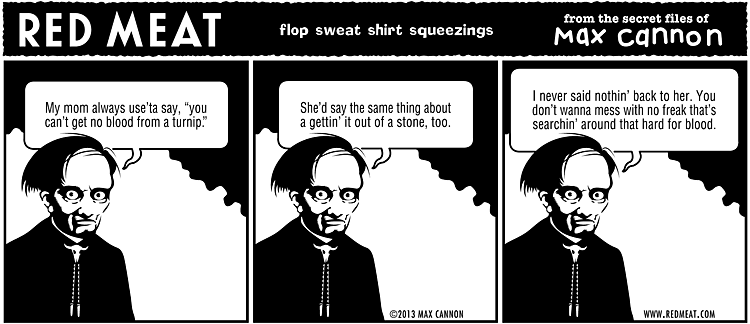 RED MEAT
flop sweat shirt squeezings
from the secret files of
Max cannon
My mom always use'ta say, “you
can't get no blood from a turnip.”
She'd say the same thing about
a gettin' it out of a stone, too.
I never said nothin' back to her. You
don't wanna mess with no freak that's
searchin' around that hard for blood.
©2013 MAX CANNON
WWW.REDMEAT.COM